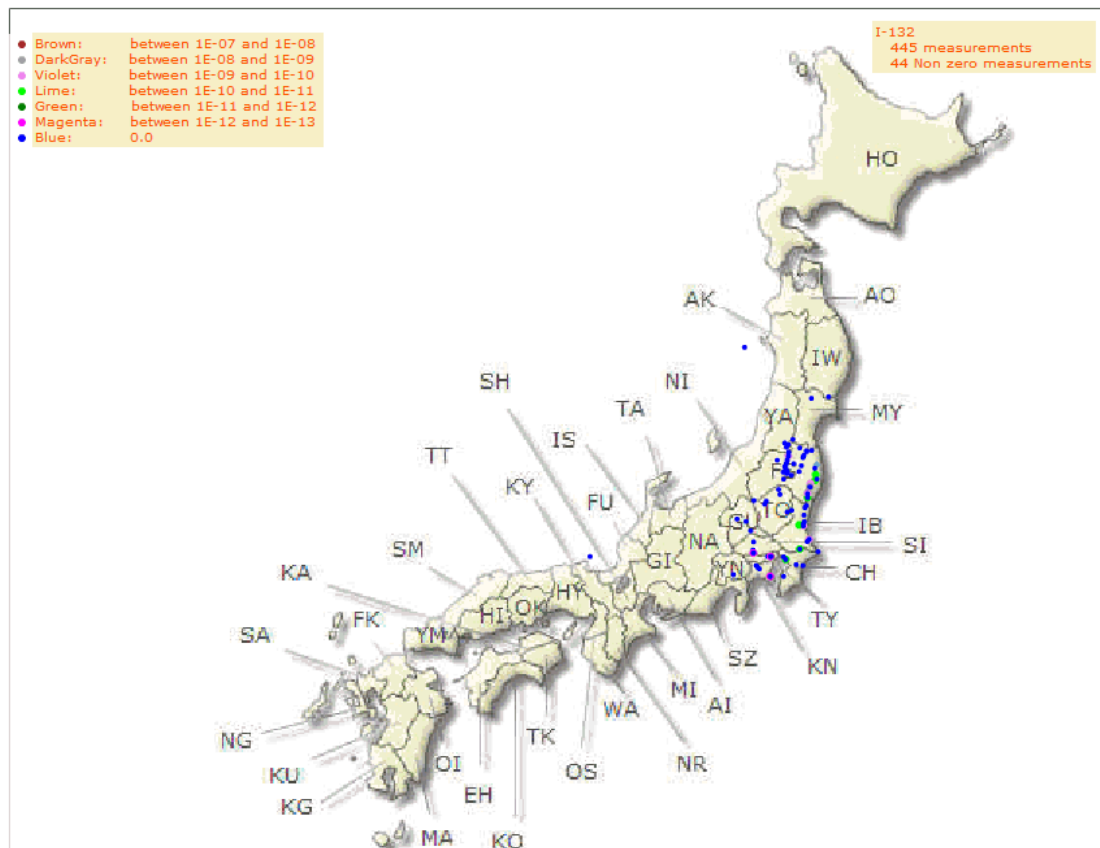 Brown: between 1E-07 and 1E-08
DarkGray: between 1E-08 and 1E-09
Violet: between 1E-09 and 1E-10
Lime: between 1E-10 and 1E-11
Green: between 1E-11 and 1E-12
Magenta: between 1E-12 and 1E-13
Blue: 0.0
I-132
445 measurements
44 Non zero measurements
HO
AO
AK
IW
SH
NI
TA
YA
MY
IS
TT
KY
FU
TO
IB
SM
NA
SI
GI
KA
HY
YN
CH
OK
HI
FK
YM
TY
SA
SZ
KN
MI
AI
WA
NG
TK
NR
OI
OS
KU
EH
KG
MA
KO